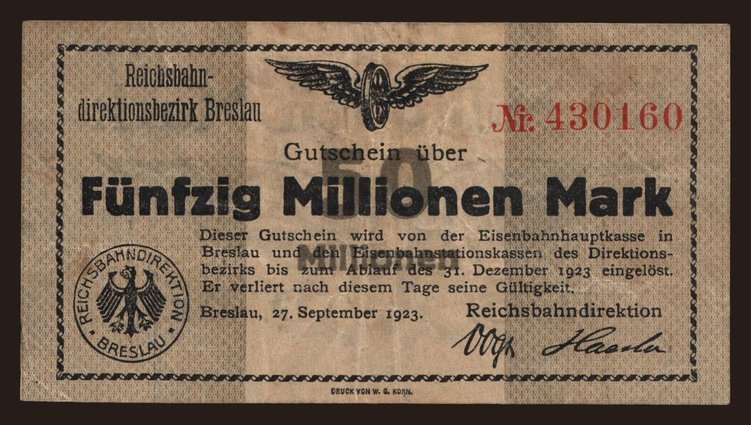 Reichsbahn-
direktionsbezirk Breslau
Nr. 430160
Gutschein über
50
Fünfzig Millionen Mark
Millionen
Dieser Gutschein wird von der Eisenbahnhauptkasse in
Breslau und den Eisenbahnstationskassen des Direktions-
bezirks bis zum Ablauf des 31. Dezember 1923 eingelöst.
Er verliert nach diesem Tage seine Gültigkeit.
Breslau, 27. September 1923.
Reichsbahndirektion
REICHSBAHNDIREKTION
BRESLAU
DRUCK VON W. G. KORN.